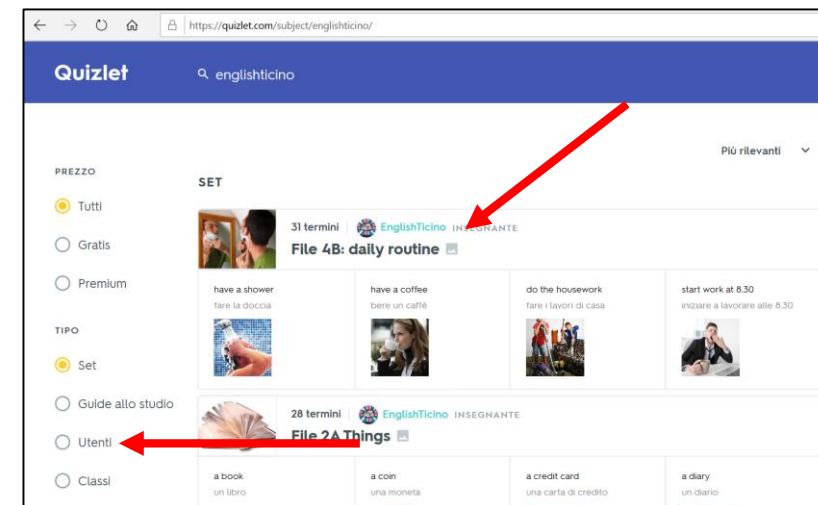 https://quizlet.com/subject/englishticino/
Quizlet
englishticino
Più rilevanti
PREZZO
Tutti
Gratis
Premium
TIPO
Set
Guide allo studio
Utenti
Classi
SET
31 termini EnglishTicino INSEGNANTE
File 4B: daily routine
have a shower have a coffee do the housework start work at 8.30
fare la doccia bere un caffè fare i lavori di casa iniziare a lavorare alle 8.30
28 termini EnglishTicino INSEGNANTE
File 2A Things
a book a coin a credit card a diary
un libro una moneta una carta di credito un diario